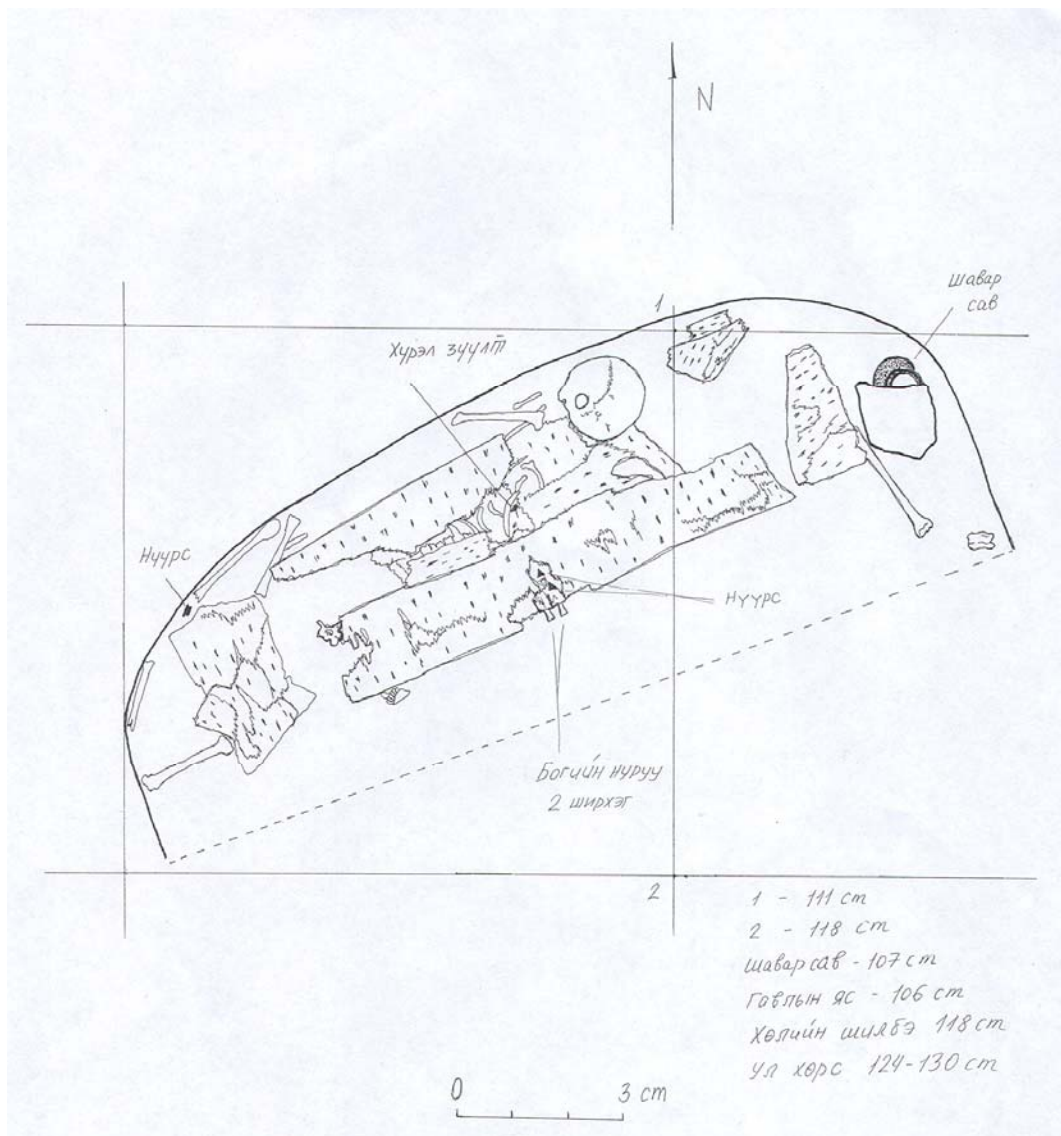 N
1
Шавар
сав
Хүрэл зүүлт
Нүүрс
Нүүрс
Богийн нуруу
2 ширхэг
2
1 - 111 cm
2 - 118 cm
Шавар сав - 107 cm
Гавлын яс - 106 cm
Хөлийн шилбэ 118 cm
Ул хөрс 124-130 cm
0 3 cm